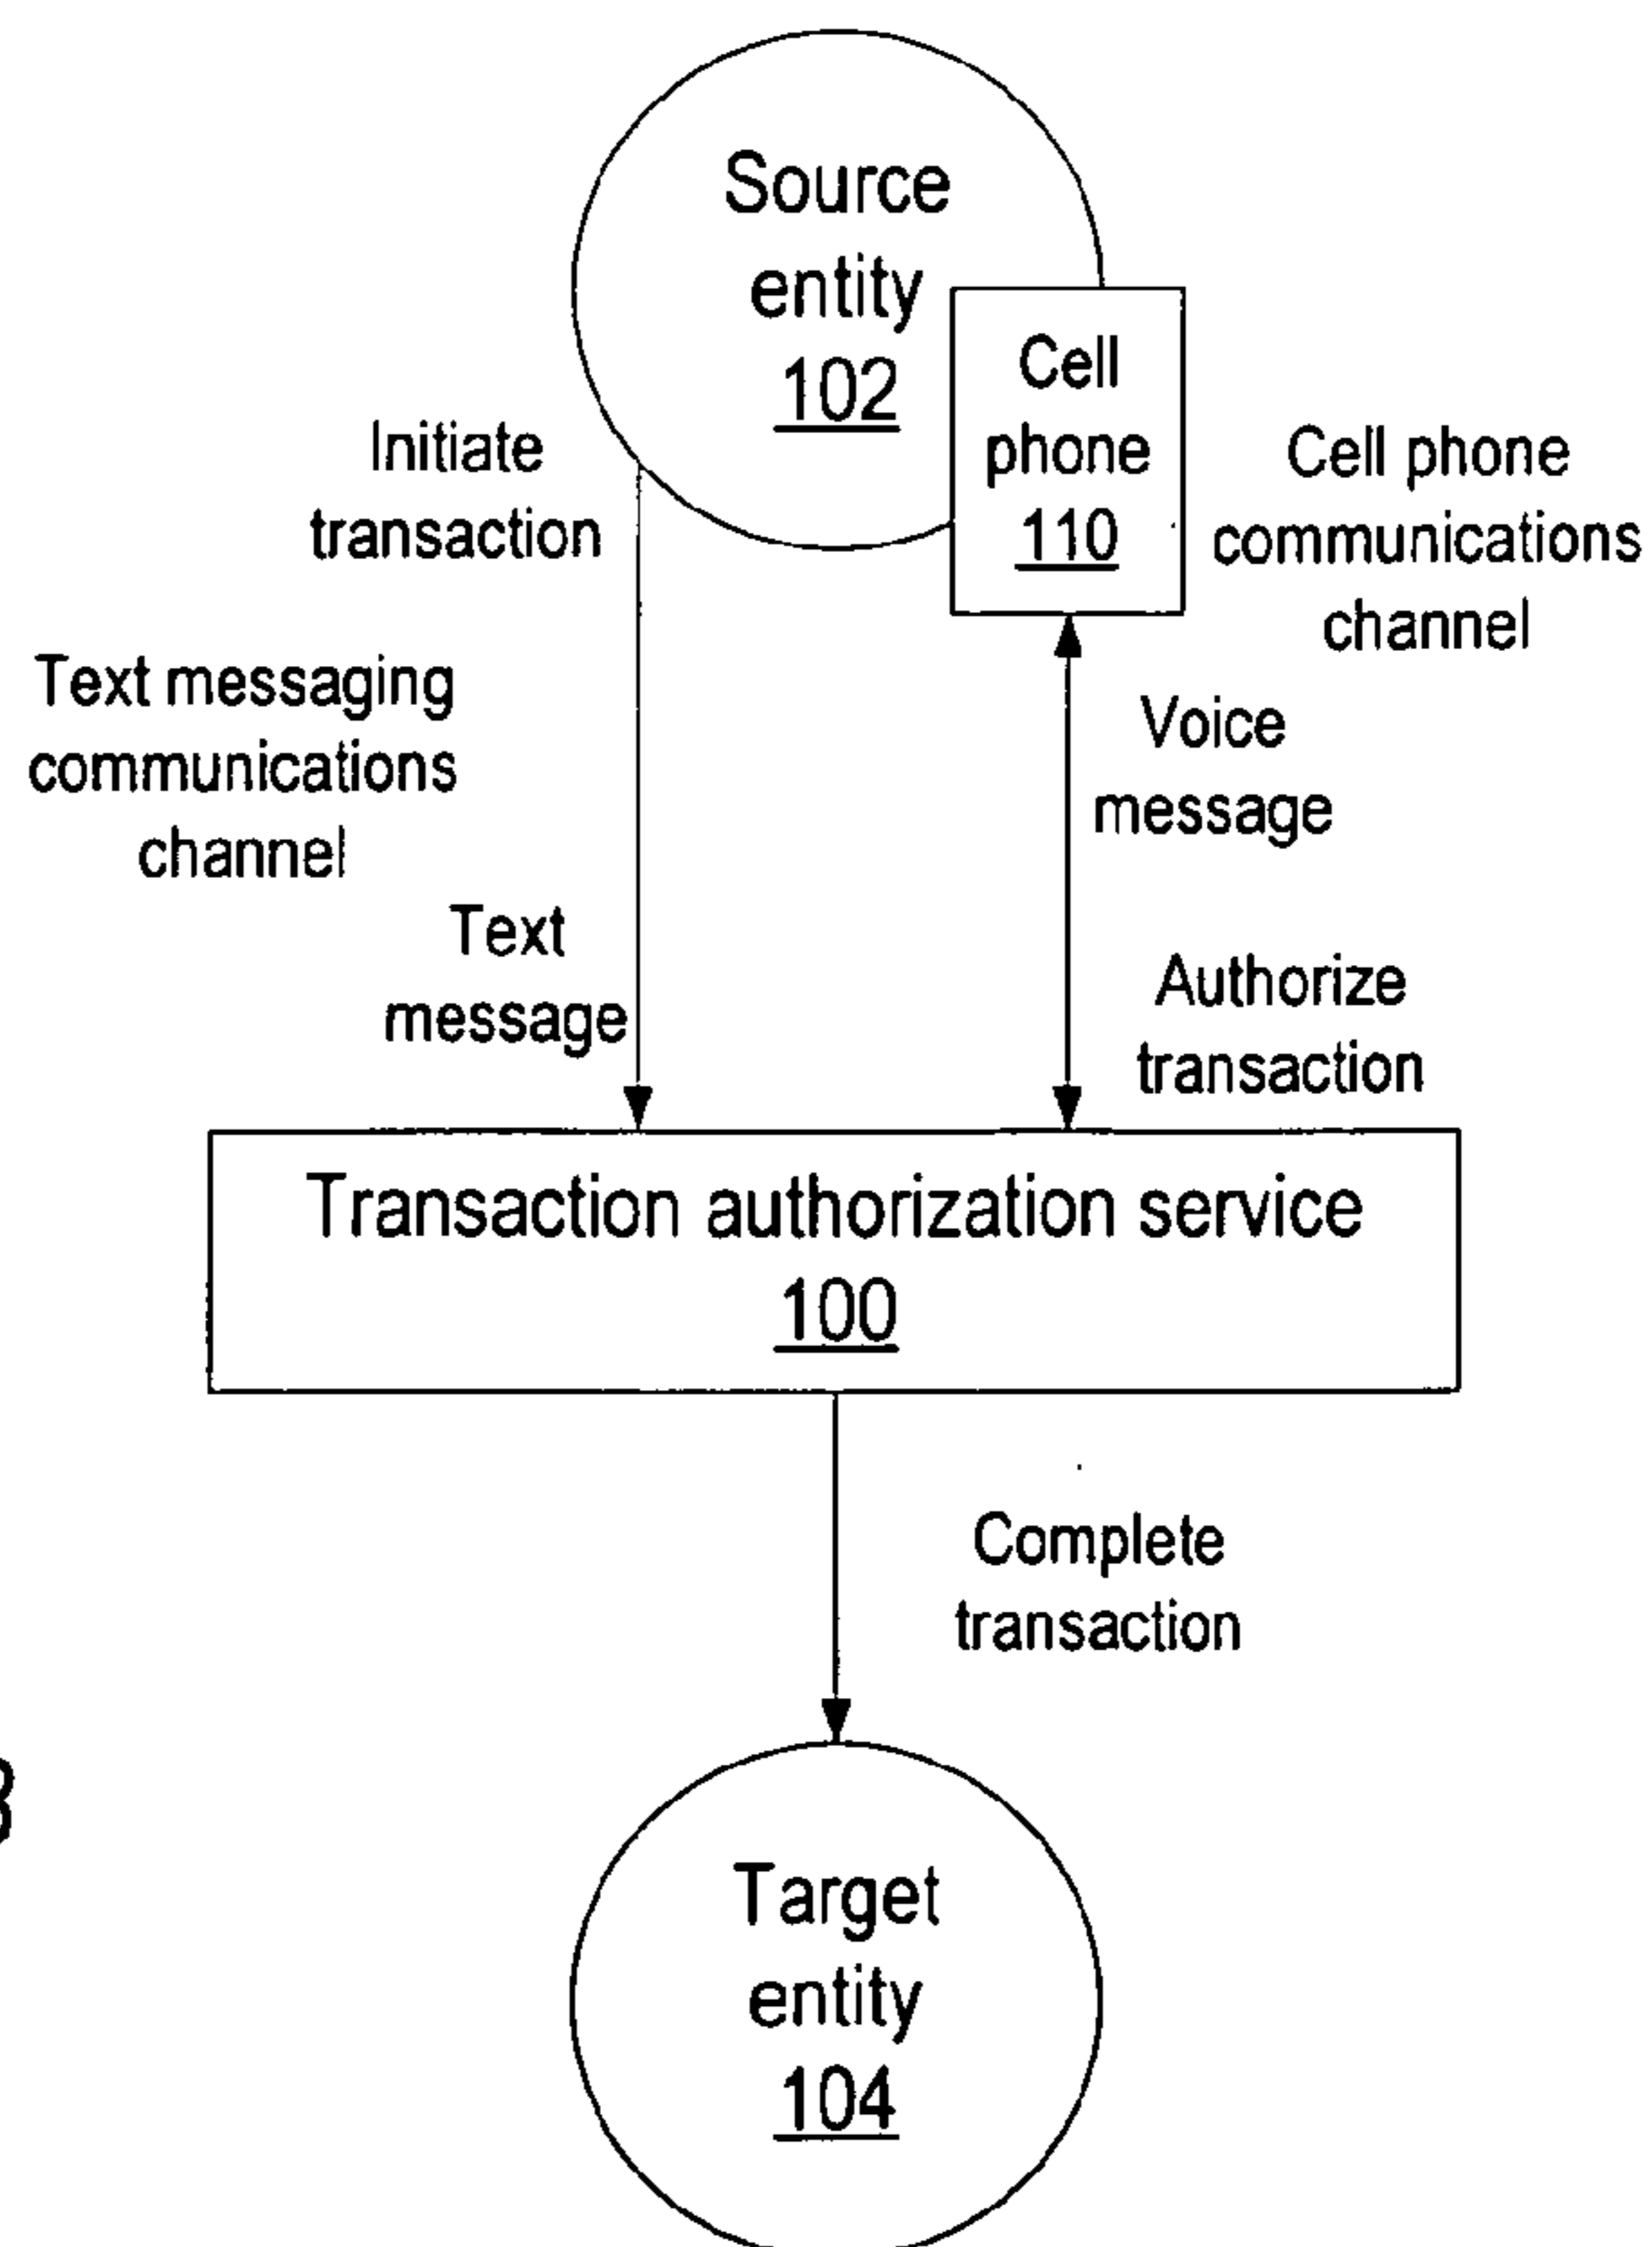 Source
entity
102
Cell
phone
110
Initiate
transaction
Cell phone
communications
channel
Text messaging
communications
channel
Voice
message
Text
message
Authorize
transaction
Transaction authorization service
100
Complete
transaction
Target
entity
104